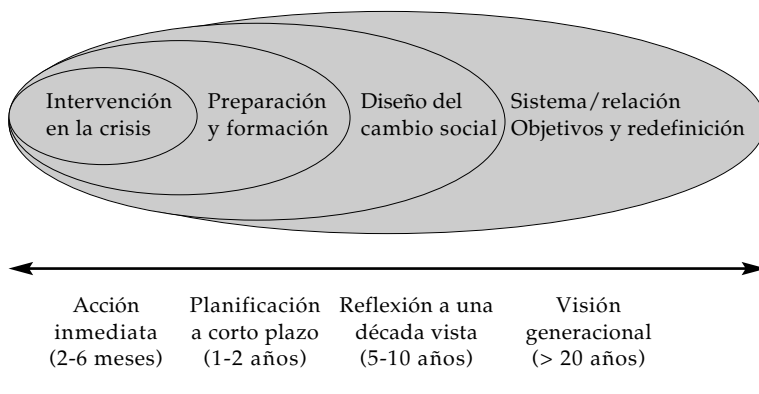 Intervención
en la crisis
Preparación
y formación
Diseño del
cambio social
Sistema/relación
Objetivos y redefinición
Acción
inmediata
(2-6 meses)
Planificación
a corto plazo
(1-2 años)
Reflexión a una
década vista
(5-10 años)
Visión
generacional
(> 20 años)